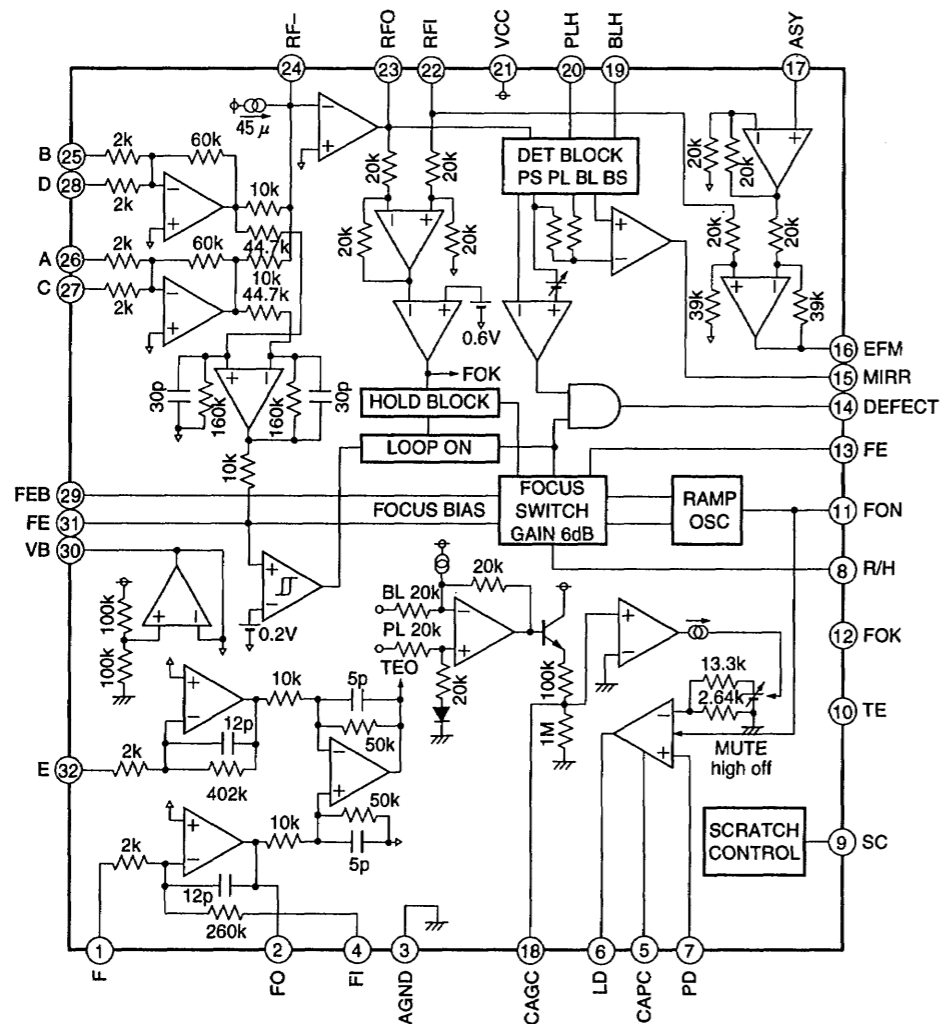 RF–
RFO
RFI
VCC
PLH
BLH
ASY
24
23
22
21
20
19
17
45 μ
B
25
2k
60k
D
28
2k
10k
44.7k
A
26
2k
60k
10k
C
27
2k
44.7k
20k
20k
20k
20k
0.6V
DET BLOCK
PS PL BL BS
20k
20k
20k
20k
39k
39k
16
EFM
15
MIRR
14
DEFECT
13
FE
30p
160k
160k
30p
10k
FOK
HOLD BLOCK
LOOP ON
FEB
29
FE
31
VB
30
FOCUS BIAS
FOCUS
SWITCH
GAIN 6dB
RAMP
OSC
11
FON
8
R/H
12
FOK
10
TE
9
SC
100k
100k
0.2V
BL 20k
PL 20k
20k
20k
TEO
100k
1M
13.3k
2.64k
MUTE
high off
SCRATCH
CONTROL
E
32
2k
12p
402k
10k
5p
50k
50k
5p
2k
12p
260k
10k
1
2
4
3
18
6
5
7
F
FO
FI
AGND
CAGC
LD
CAPC
PD